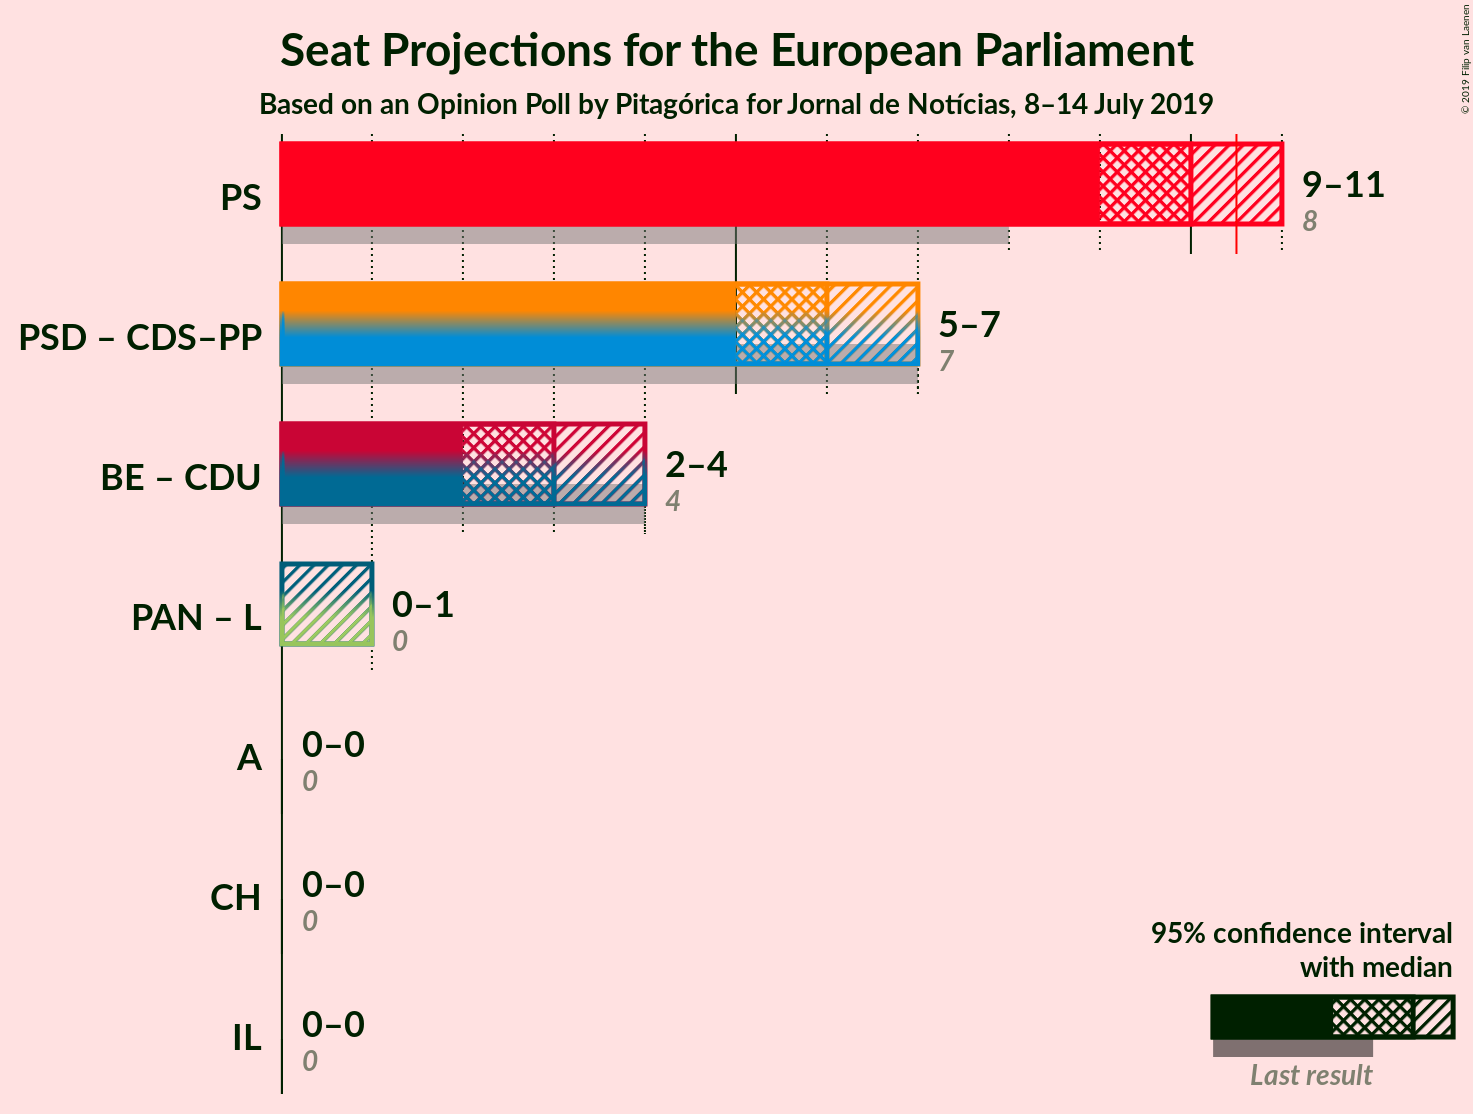 Seat Projections for the European Parliament
Based on an Opinion Poll by Pitagórica for Jornal de Notícias, 8–14 July 2019
© 2019 Filip van Laenen
PS
9–11
8
PSD – CDS–PP
5–7
7
BE – CDU
2–4
4
PAN – L
0–1
0
A
0–0
0
CH
0–0
0
IL
0–0
0
95% confidence interval
with median
Last result